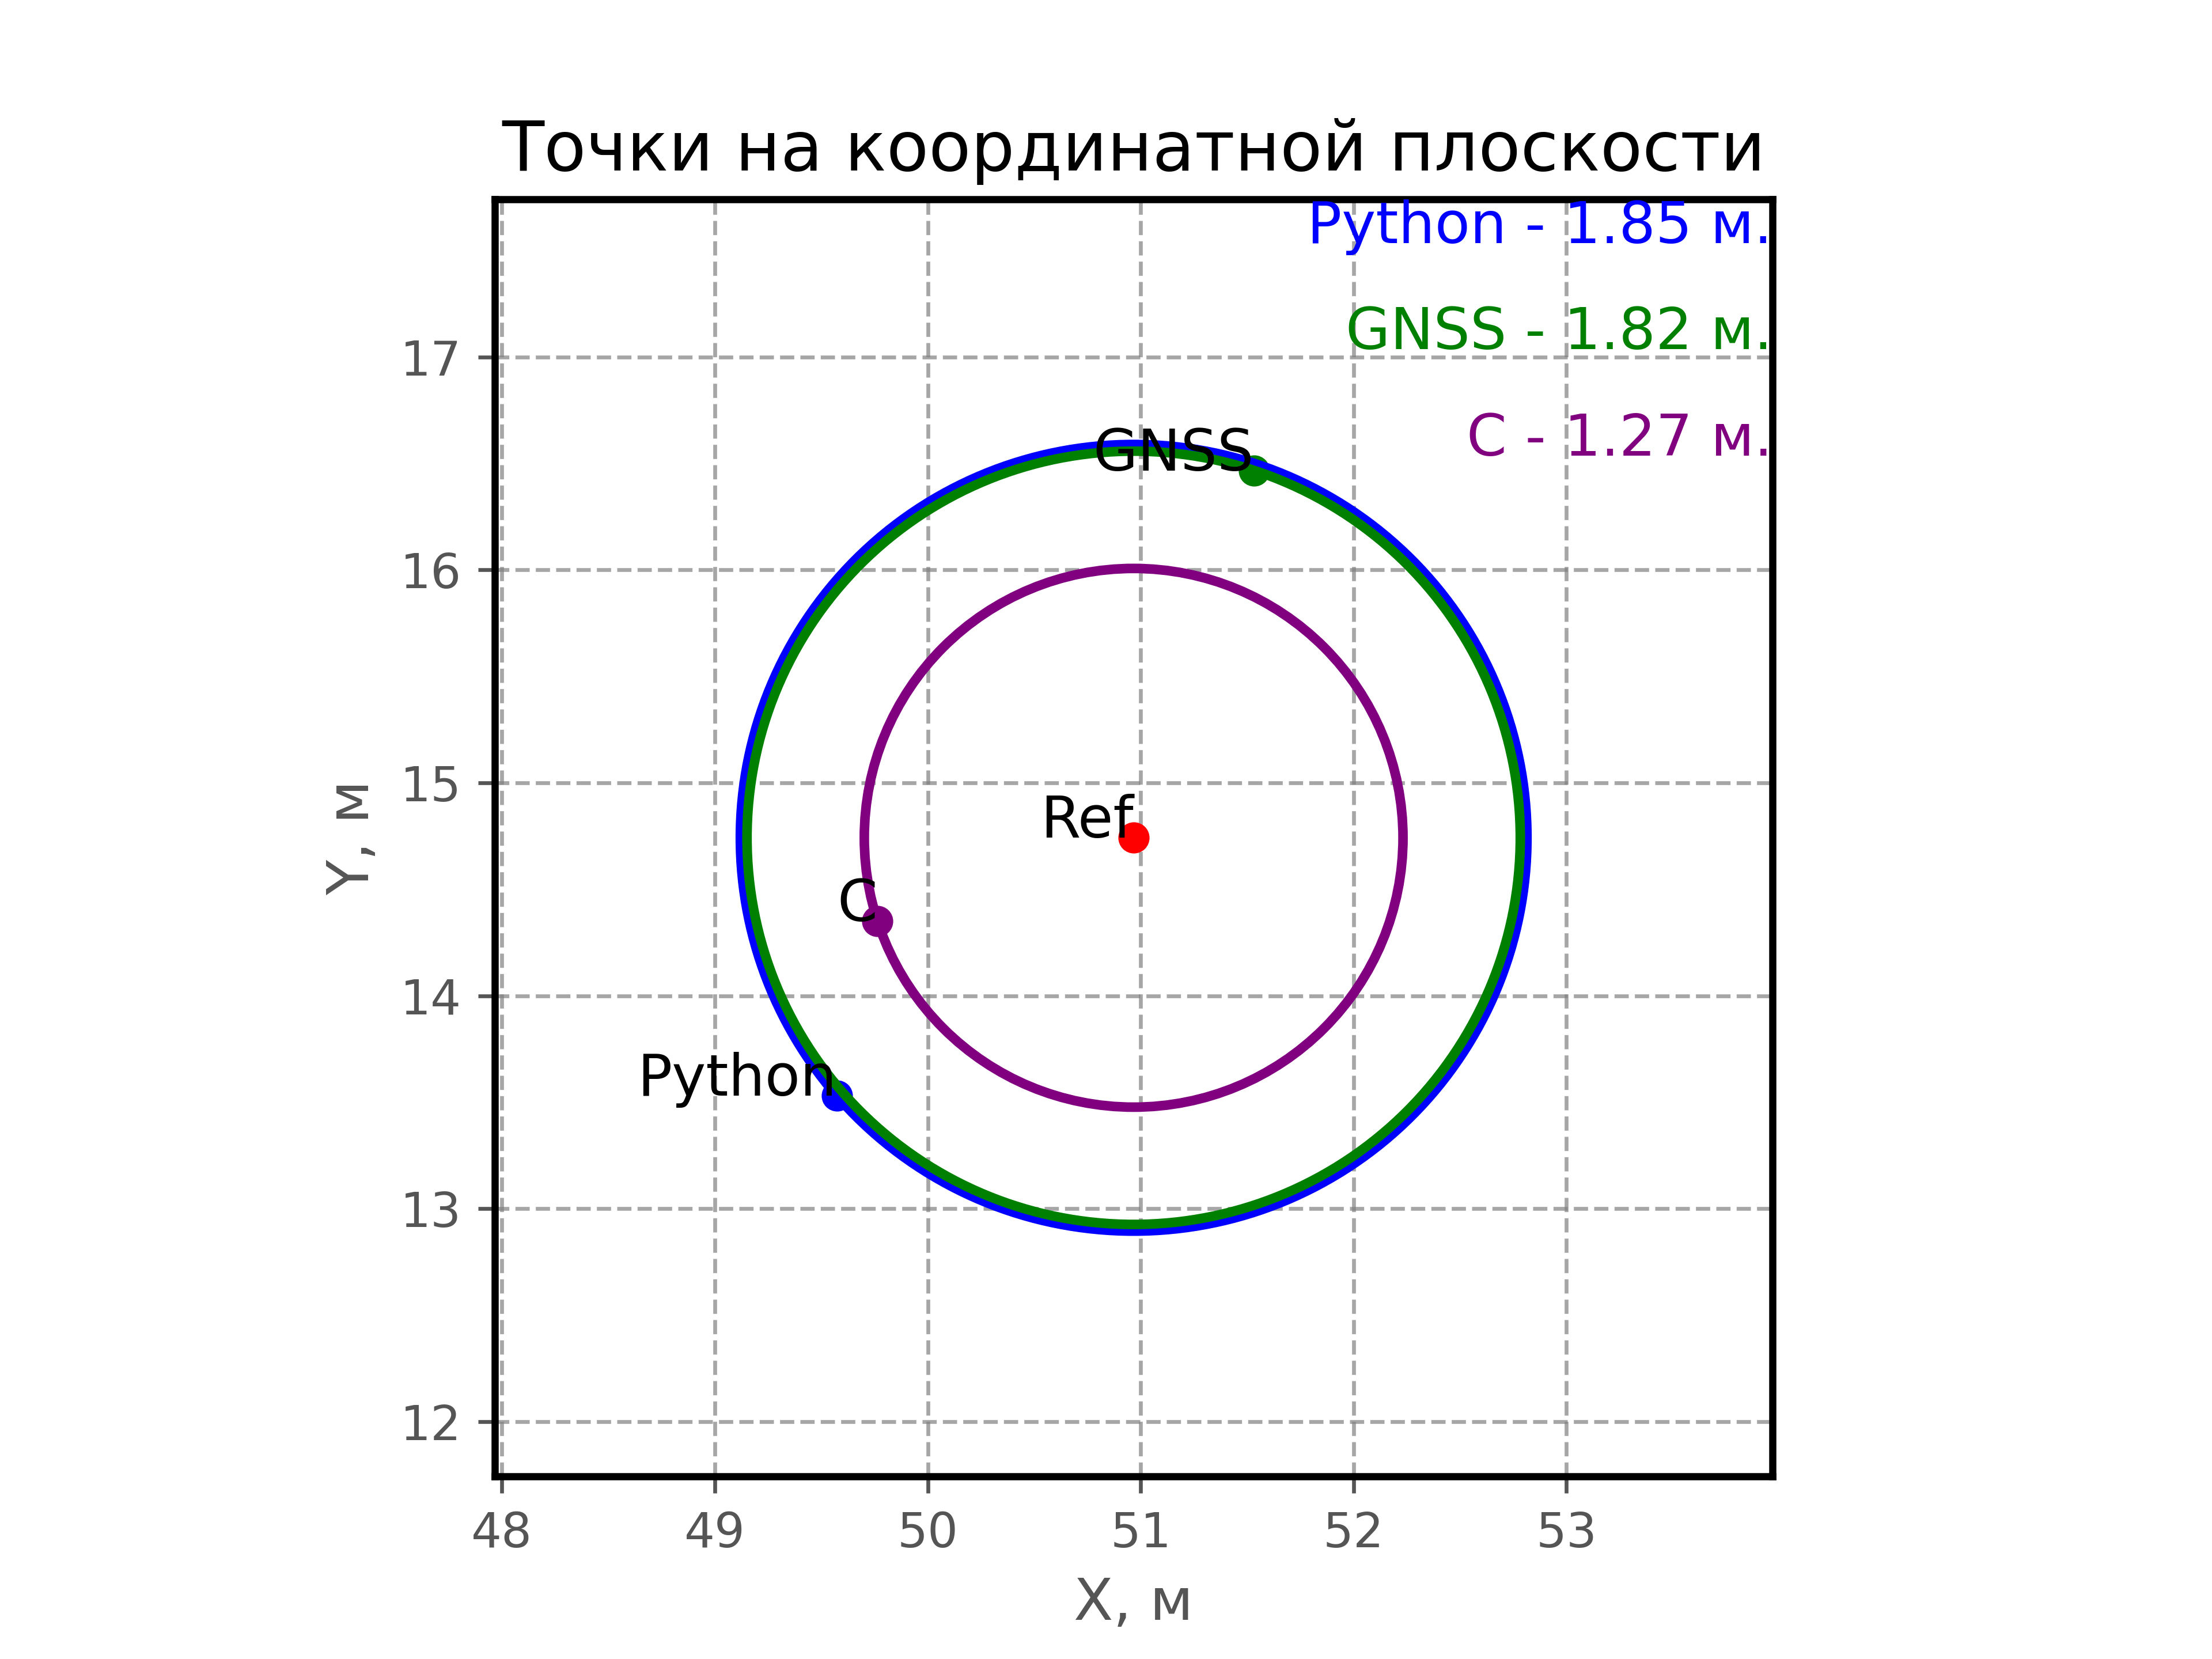 Точки на координатной плоскости
Python - 1.85 м.
GNSS - 1.82 м.
C - 1.27 м.
17
16
15
14
13
12
Y, м
GNSS
Ref
C
Python
48 49 50 51 52 53
X, м